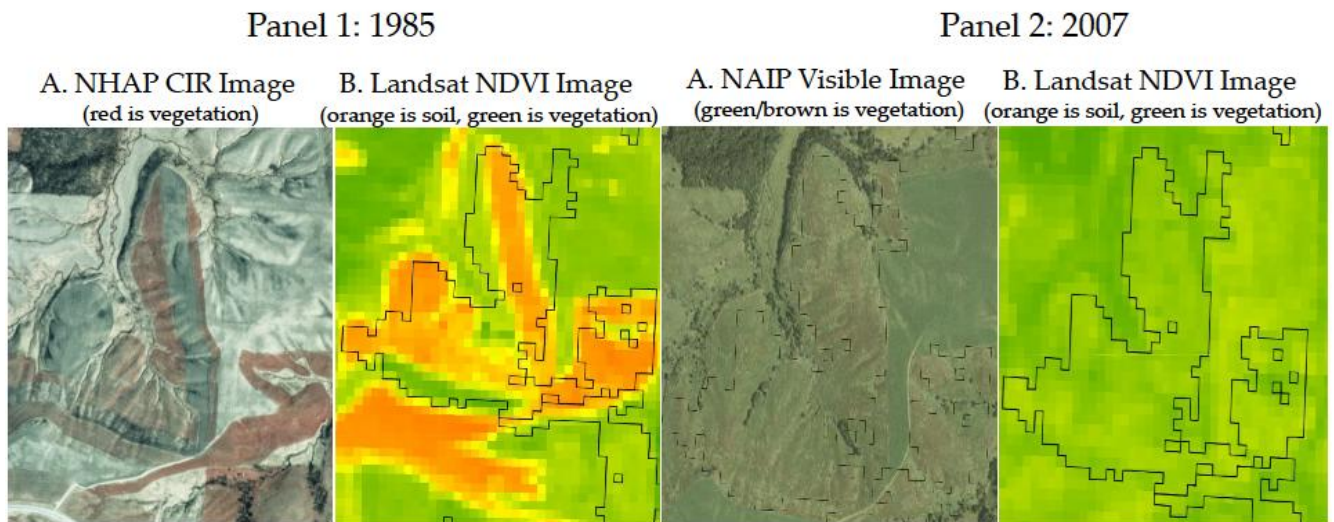 Panel 1: 1985
Panel 2: 2007
A. NHAP CIR Image
(red is vegetation)
B. Landsat NDVI Image
(orange is soil, green is vegetation)
A. NAIP Visible Image
(green/brown is vegetation)
B. Landsat NDVI Image
(orange is soil, green is vegetation)